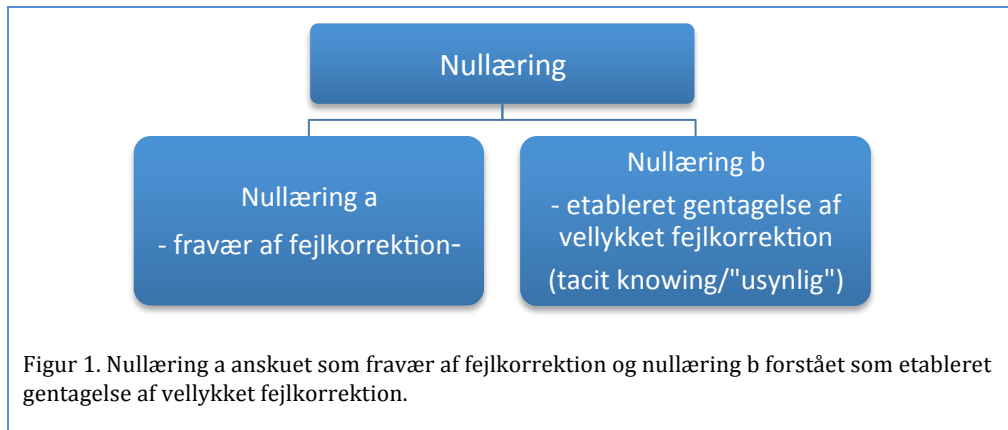 Nullæring
Nullæring a
- fravær af fejlkorrektion-
Nullæring b
- etableret gentagelse af
vellykket fejlkorrektion
(tacit knowing/"usynlig")
Figur 1. Nullæring a anskuet som fravær af fejlkorrektion og nullæring b forstået som etableret
gentagelse af vellykket fejlkorrektion.